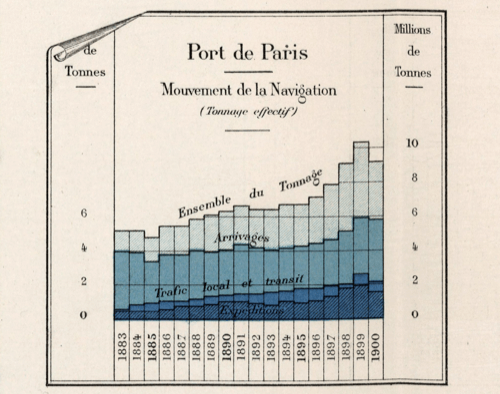 de
Tonnes
Millions
de
Tonnes
Port de Paris
Mouvement de la Navigation
(Tonnage effectif)
10
8
6
4
2
0
6
4
2
0
Ensemble du Tonnage
Arrivages
Trafic local et transit
Expéditions
1883
1884
1885
1886
1887
1888
1889
1890
1891
1892
1893
1894
1895
1896
1897
1898
1899
1900